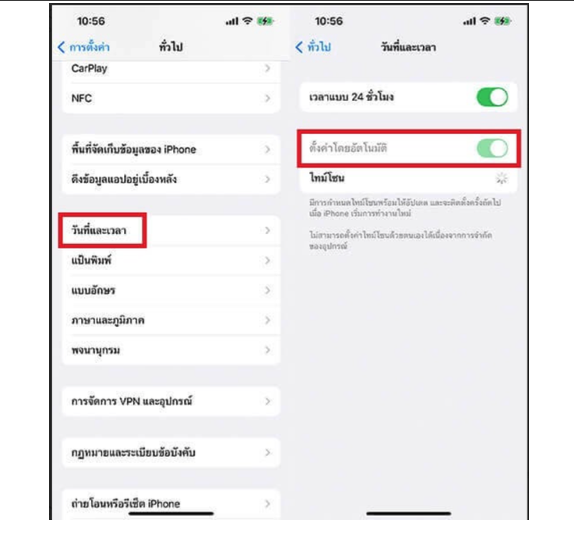 10:56
การตั้งค่า ทั่วไป
CarPlay
NFC
พื้นที่จัดเก็บข้อมูลของ iPhone
ดึงข้อมูลแอปอยู่เบื้องหลัง
วันที่และเวลา
แป้นพิมพ์
แบบอักษร
ภาษาและภูมิภาค
พจนานุกรม
การจัดการ VPN และอุปกรณ์
กฎหมายและระเบียบข้อบังคับ
ถ่ายโอนหรือรีเซ็ต iPhone
10:56
ทั่วไป วันที่และเวลา
เวลาแบบ 24 ชั่วโมง
ตั้งค่าโดยอัตโนมัติ
ไทม์โซน
มีการกำหนดไทม์โซนพร้อมให้อัปเดต และจะติดตั้งครั้งถัดไป
เมื่อ iPhone เริ่มการทำงานใหม่
ไม่สามารถตั้งค่าไทม์โซนด้วยตนเองได้เนื่องจากการจำกัด
ของอุปกรณ์